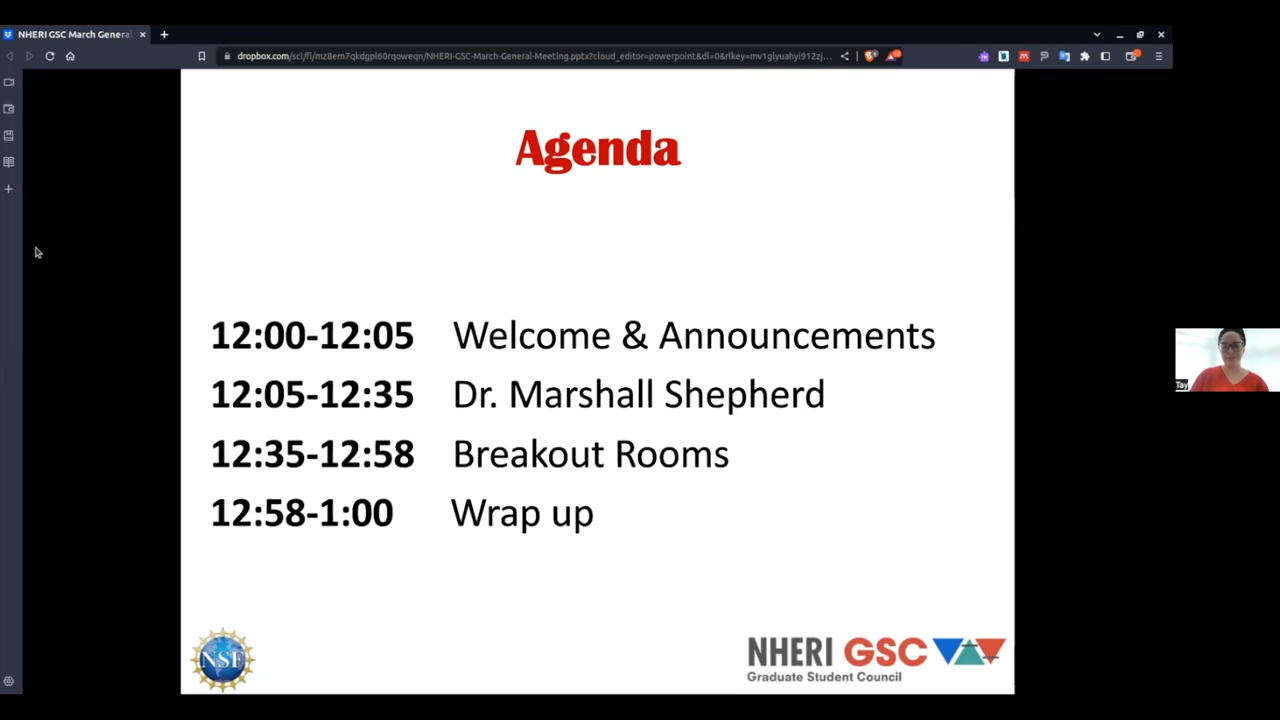 NHERI GSC March General
dropbox.com/scl/fi/mz8em7qkdgpl60rqoweqn/NHERI-GSC-March-General-Meeting.pptx?cloud_editor=powerpoint&dl=0&rlkey=mv1glyuahyi912zj...
Agenda
12:00-12:05 Welcome & Announcements
12:05-12:35 Dr. Marshall Shepherd
12:35-12:58 Breakout Rooms
12:58-1:00 Wrap up
Tay
NSF
NHERI GSC
Graduate Student Council